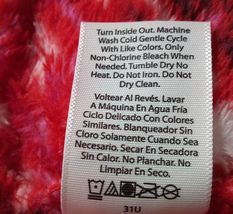 Turn Inside Out. Machine
Wash Cold Gentle Cycle
With Like Colors. Only
Non-Chlorine Bleach When
Needed. Tumble Dry No
Heat. Do Not Iron. Do Not
Dry Clean.
Voltear Al Revés. Lavar
A Máquina En Agua Fria
Ciclo Delicado Con Colores
Similares. Blanqueador Sin
Cloro Solamente Cuando Sea
Necesario. Secar En Secadora
Sin Calor. No Planchar. No
Limpiar En Seco.
31U